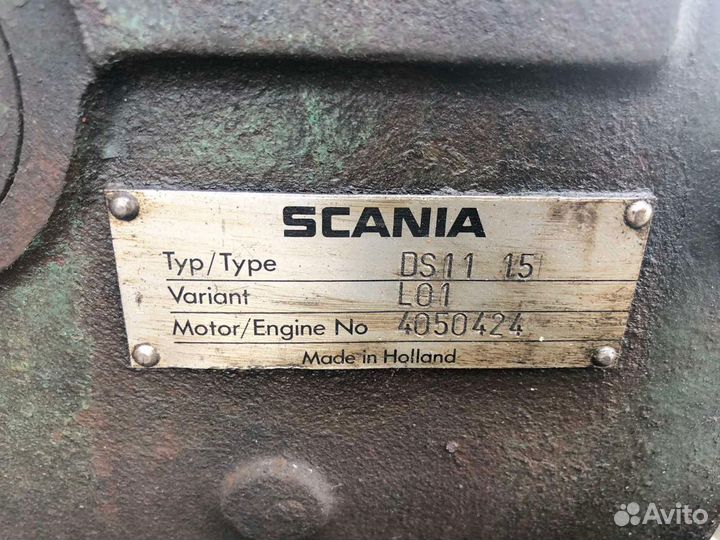 SCANIA
Typ/Type DS11 15
Variant L01
Motor/Engine No 4050424
Made in Holland
Avito